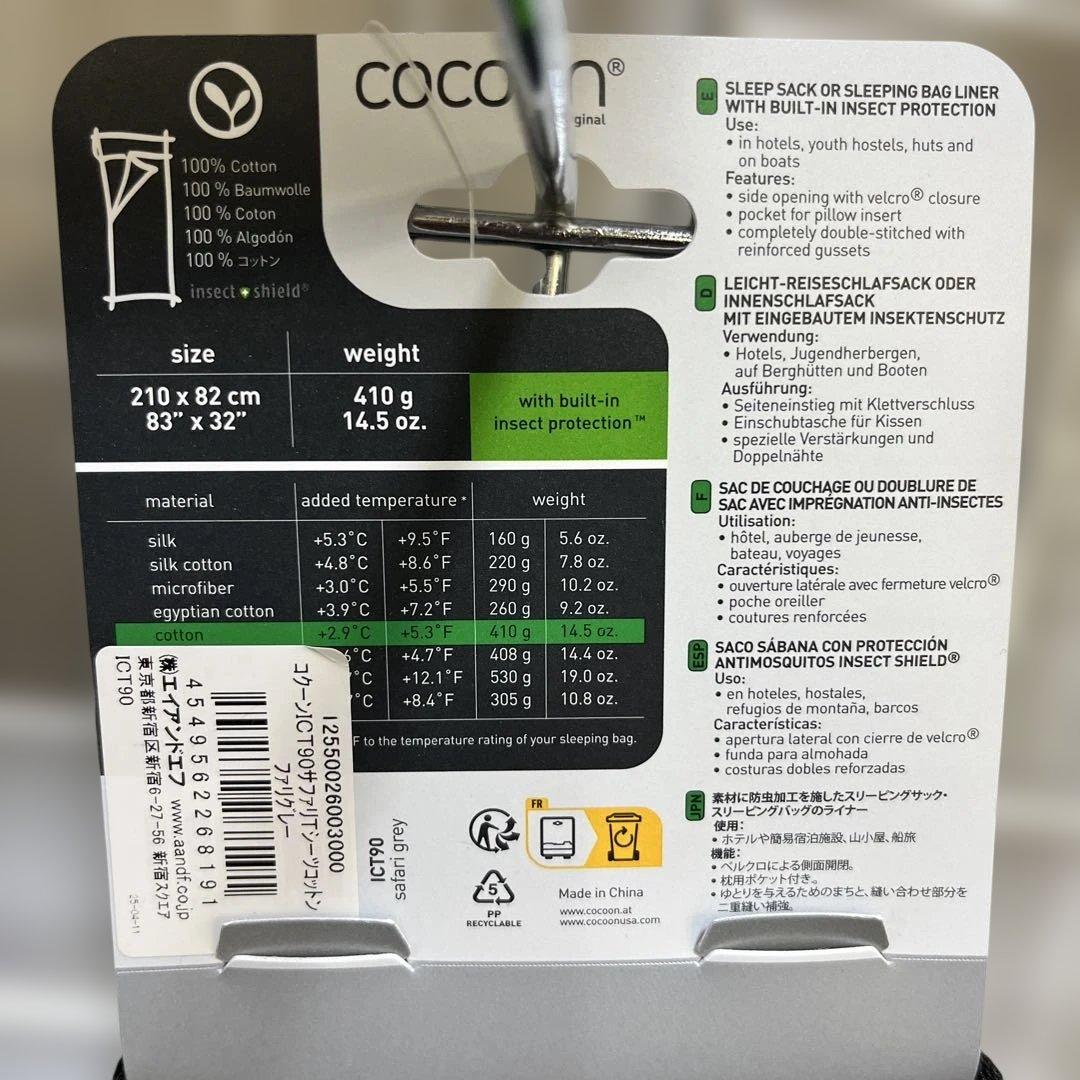 cocoon®
ginal
100% Cotton
100 % Baumwolle
100 % Coton
100 % Algodón
100 % コットン
insect shield®
size weight
210 x 82 cm 410 g
83” x 32” 14.5 oz.
with built-in
insect protection™
material added temperature* weight
silk +5.3°C +9.5°F 160 g 5.6 oz.
silk cotton +4.8°C +8.6°F 220 g 7.8 oz.
microfiber +3.0°C +5.5°F 290 g 10.2 oz.
egyptian cotton +3.9°C +7.2°F 260 g 9.2 oz.
cotton +2.9°C +5.3°F 410 g 14.5 oz.
6°C +4.7°F 408 g 14.4 oz.
°C +12.1°F 530 g 19.0 oz.
°C +8.4°F 305 g 10.8 oz.
F to the temperature rating of your sleeping bag.
12550026003000
コクーンICT90サファリTシーツコットン
ファリグレー
4549562268191
㈱エイアンドエフ www.aandf.co.jp
東京都新宿区新宿6-27-56 新宿スクエア
ICT90
25-04-11
ICT90
safari grey
FR
5
PP
RECYCLABLE
Made in China
www.cocoon.at
www.cocoonusa.com
E
SLEEP SACK OR SLEEPING BAG LINER
WITH BUILT-IN INSECT PROTECTION
Use:
• in hotels, youth hostels, huts and
on boats
Features:
• side opening with velcro® closure
• pocket for pillow insert
• completely double-stitched with
reinforced gussets
D
LEICHT-REISESCHLAFSACK ODER
INNENSCHLAFSACK
MIT EINGEBAUTEM INSEKTENSCHUTZ
Verwendung:
• Hotels, Jugendherbergen,
auf Berghütten und Booten
Ausführung:
• Seiteneinstieg mit Klettverschluss
• Einschubtasche für Kissen
• spezielle Verstärkungen und
Doppelnähte
F
SAC DE COUCHAGE OU DOUBLURE DE
SAC AVEC IMPRÉGNATION ANTI-INSECTES
Utilisation:
• hôtel, auberge de jeunesse,
bateau, voyages
Caractéristiques:
• ouverture latérale avec fermeture velcro®
• poche oreiller
• coutures renforcées
ESP
SACO SÁBANA CON PROTECCIÓN
ANTIMOSQUITOS INSECT SHIELD®
Uso:
• en hoteles, hostales,
refugios de montaña, barcos
Características:
• apertura lateral con cierre de velcro®
• funda para almohada
• costuras dobles reforzadas
JPN
素材に防虫加工を施したスリーピングサック・
スリーピングバッグのライナー
使用：
• ホテルや簡易宿泊施設、山小屋、船旅
機能：
• ベルクロによる側面開閉。
• 枕用ポケット付き。
• ゆとりを与えるためのまちと、縫い合わせ部分を
二重縫い補強。